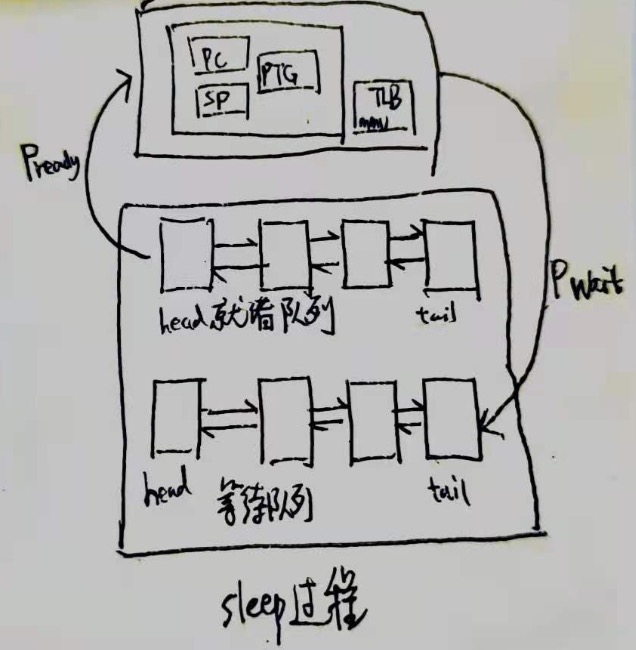 PC
PTG
SP
TLB
mmu
Pready
Pwait
head 就绪队列 tail
head 等待队列 tail
sleep过程